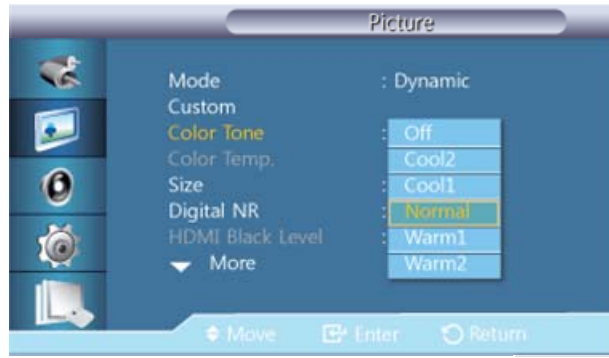 Picture
Mode : Dynamic
Custom
Color Tone : Off
Color Temp. Cool2
Size : Cool1
Digital NR : Normal
HDMI Black Level : Warm1
More Warm2
Move Enter Return